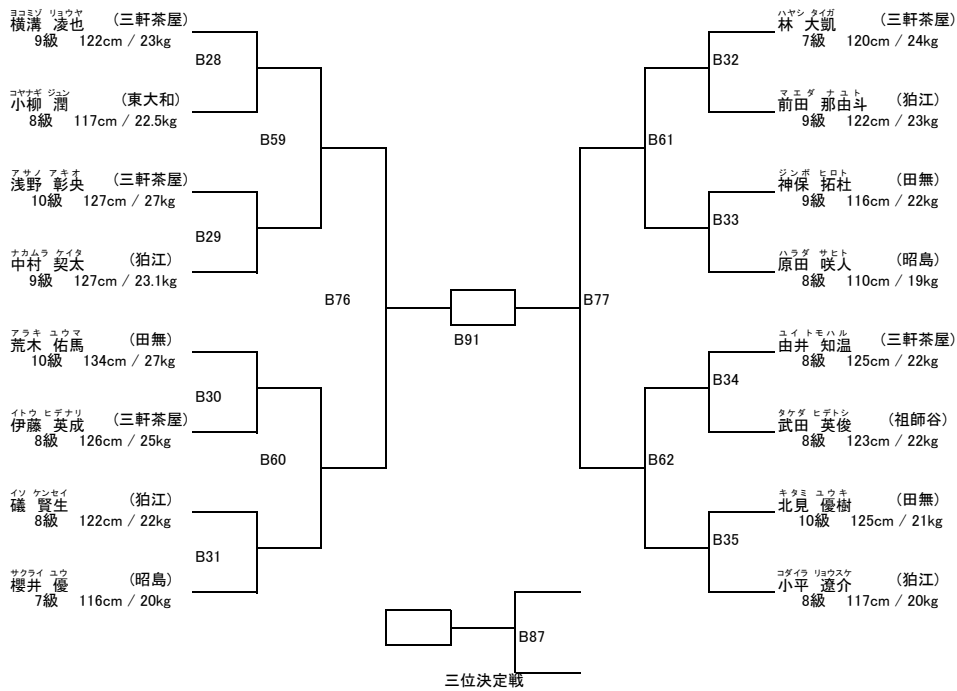 ヨコミゾ リョウヤ
横溝 凌也 (三軒茶屋)
9級 122cm / 23kg
B28
コヤナギ ジュン
小柳 潤 (東大和)
8級 117cm / 22.5kg
B59
アサノ アキオ
浅野 彰央 (三軒茶屋)
10級 127cm / 27kg
B29
ナカムラ ケイタ
中村 契太 (狛江)
9級 127cm / 23.1kg
B76
アラキ ユウマ
荒木 佑馬 (田無)
10級 134cm / 27kg
B30
イトウ ヒデナリ
伊藤 英成 (三軒茶屋)
8級 126cm / 25kg
B60
イソ ケンセイ
礒 賢生 (狛江)
8級 122cm / 22kg
B31
サクライ ユウ
櫻井 優 (昭島)
7級 116cm / 20kg
B91
ハヤシ タイガ
林 大凱 (三軒茶屋)
7級 120cm / 24kg
B32
マエダ ナユト
前田 那由斗 (狛江)
9級 122cm / 23kg
B61
ジンボ ヒロト
神保 拓杜 (田無)
9級 116cm / 22kg
B33
ハラダ サヒト
原田 咲人 (昭島)
8級 110cm / 19kg
B77
ユイ トモハル
由井 知温 (三軒茶屋)
8級 125cm / 22kg
B34
タケダ ヒデトシ
武田 英俊 (祖師谷)
8級 123cm / 22kg
B62
キタミ ユウキ
北見 優樹 (田無)
10級 125cm / 21kg
B35
コダイラ リョウスケ
小平 遼介 (狛江)
8級 117cm / 20kg
B87
三位決定戦